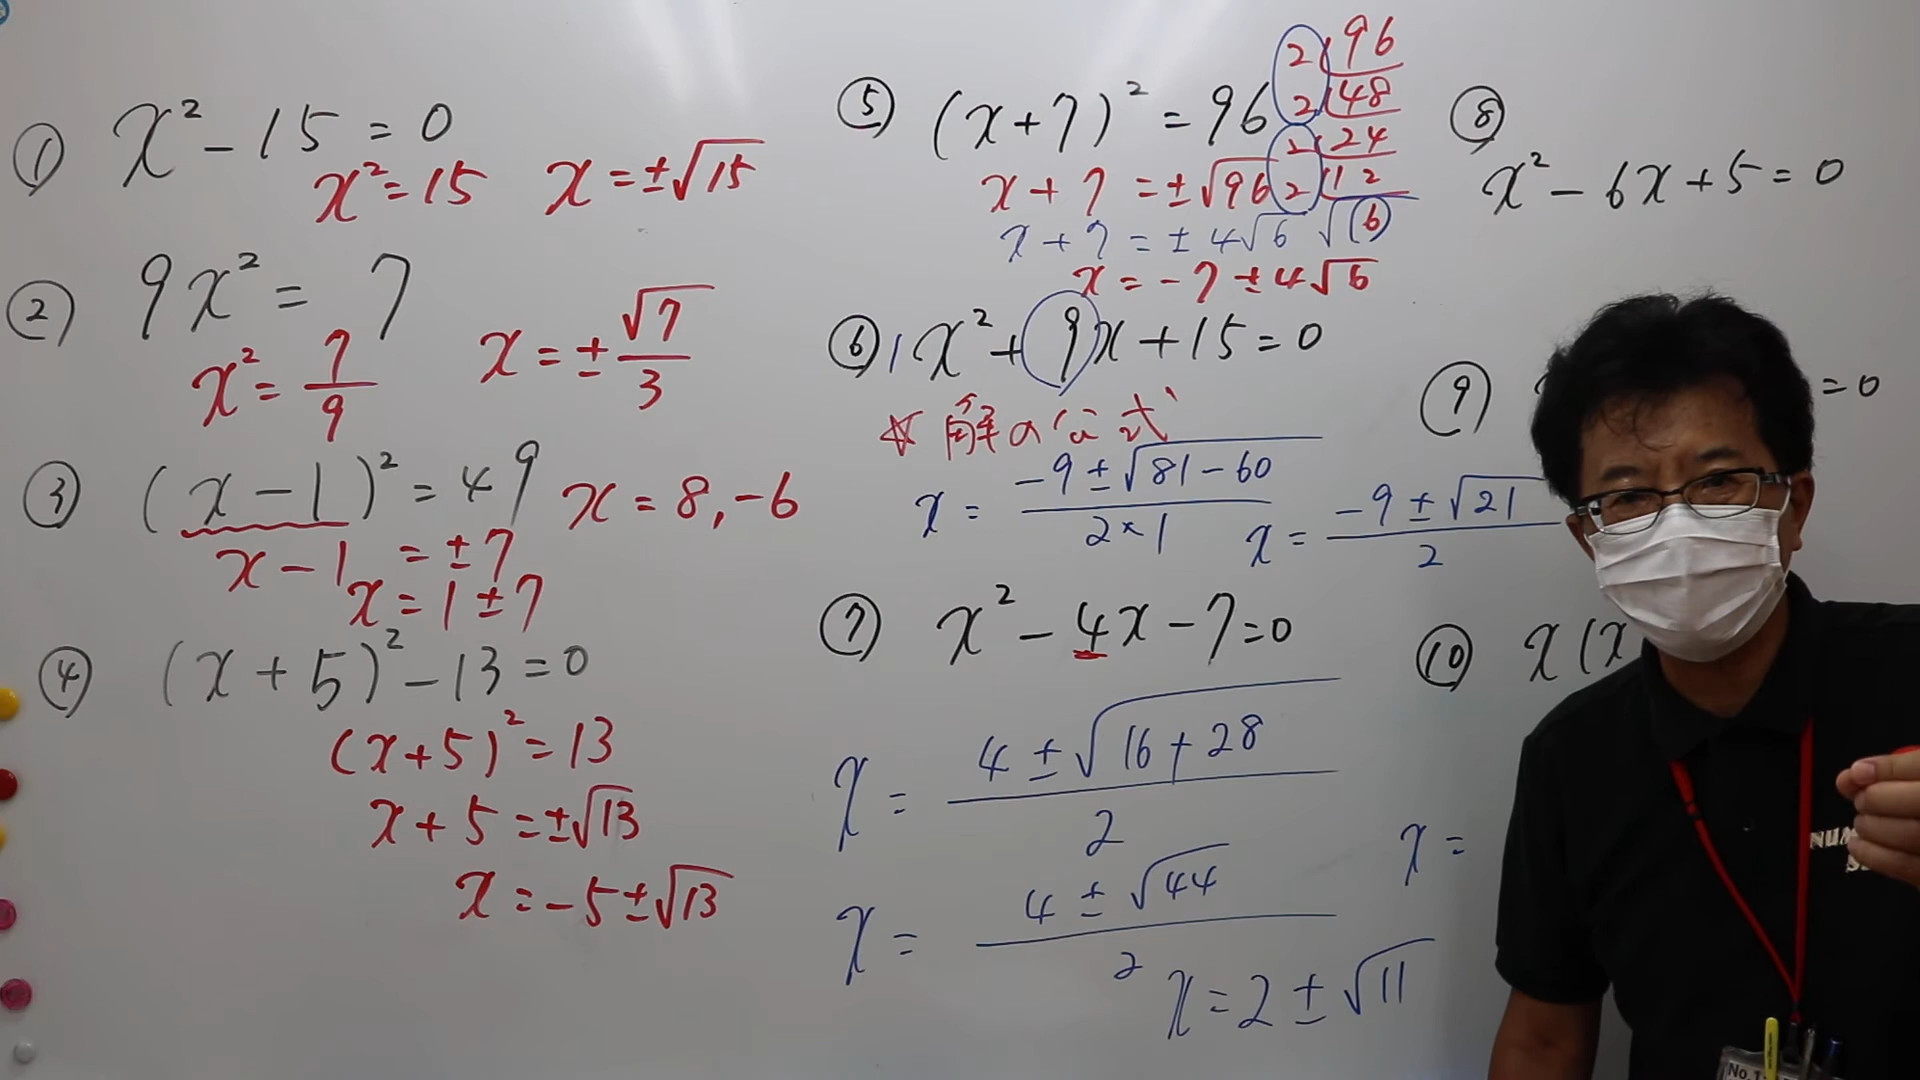 ① x² - 15 = 0
x² = 15 x = ±√15
② 9x² = 7
x² = 7/9 x = ±√7/3
③ (x - 1)² = 49 x = 8, -6
x - 1 = ±7
x = 1 ± 7
④ (x + 5)² - 13 = 0
(x + 5)² = 13
x + 5 = ±√13
x = -5 ± √13
⑤ (x + 7)² = 96
2 96
2 48
2 24
2 12
6
x + 7 = ±√96
x + 7 = ± 4√6
x = -7 ± 4√6
⑥ 1x² + 9x + 15 = 0
☆ 解の公式
x = (-9 ± √(81 - 60))/(2 × 1) x = (-9 ± √21)/2
⑦ x² - 4x - 7 = 0
x = (4 ± √(16 + 28))/2
x = (4 ± √44)/2
x = 2 ± √11
⑧
x² - 6x + 5 = 0
⑨ = 0
⑩ x(x
x =
No.1